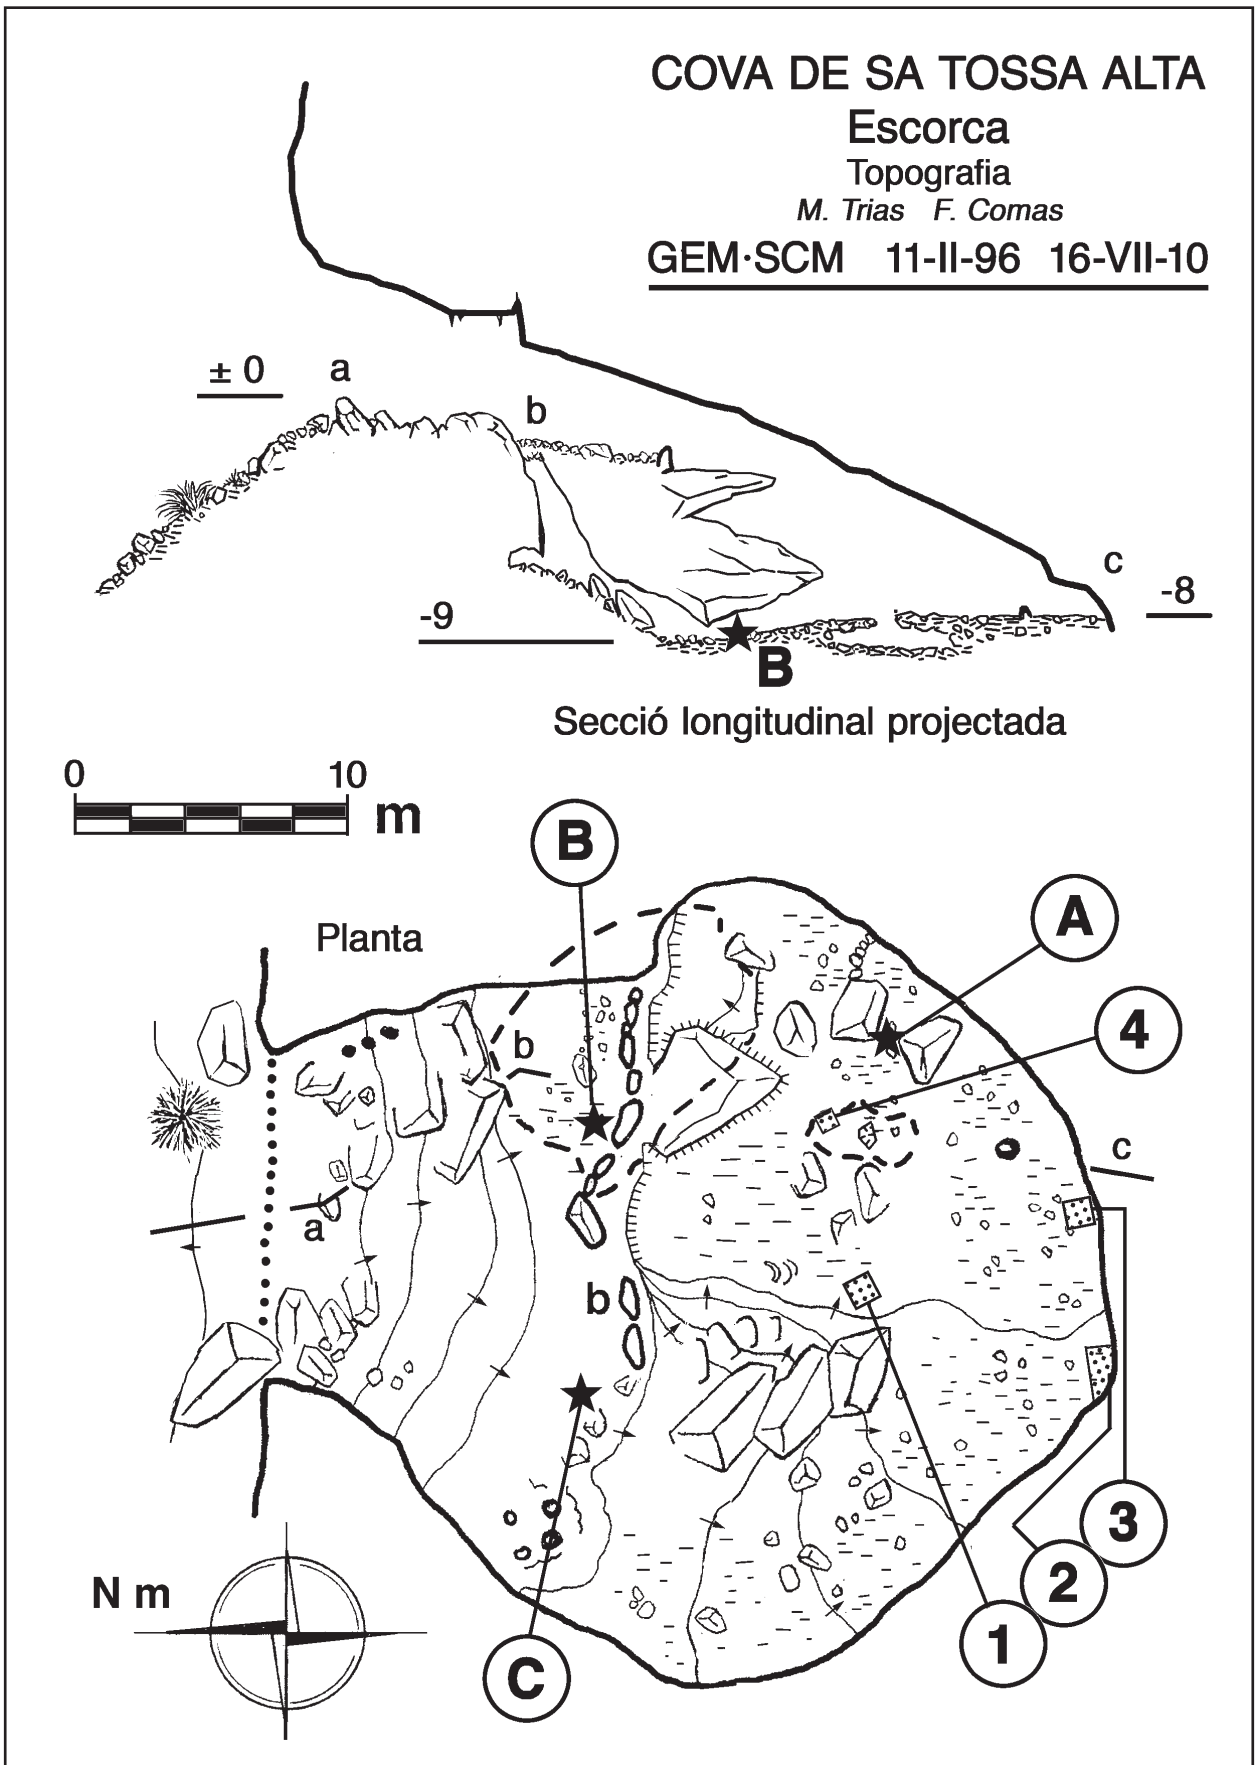 COVA DE SA TOSSA ALTA
Escorca
Topografia
M. Trias F. Comas
GEM·SCM 11-II-96 16-VII-10
± 0
a
b
c
-8
-9
B
Secció longitudinal projectada
0 10
m
B
A
Planta
4
b
c
a
b
3
2
N m
1
C